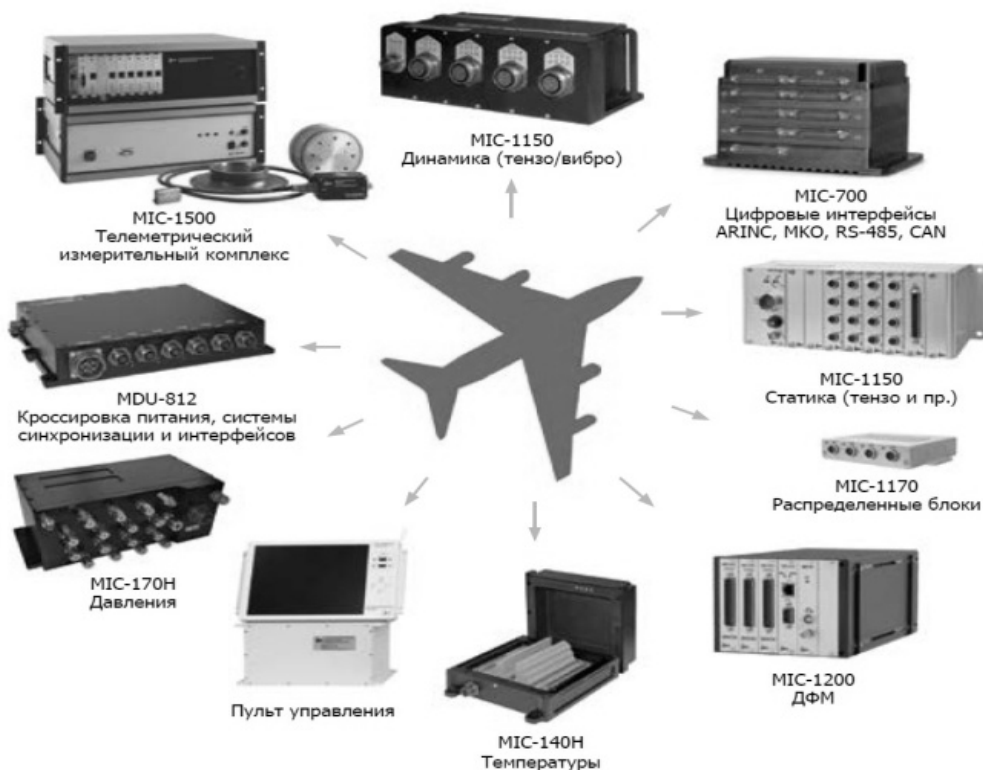 MIC-1150
Динамика (тензо/вибро)
MIC-700
Цифровые интерфейсы
ARINC, МКО, RS-485, CAN
MIC-1500
Телеметрический
измерительный комплекс
MIC-1150
Статика (тензо и пр.)
MDU-812
Кроссировка питания, системы
синхронизации и интерфейсов
MIC-1170
Распределенные блоки
MIC-170Н
Давления
MIC-1200
ДФМ
Пульт управления
MIC-140Н
Температуры